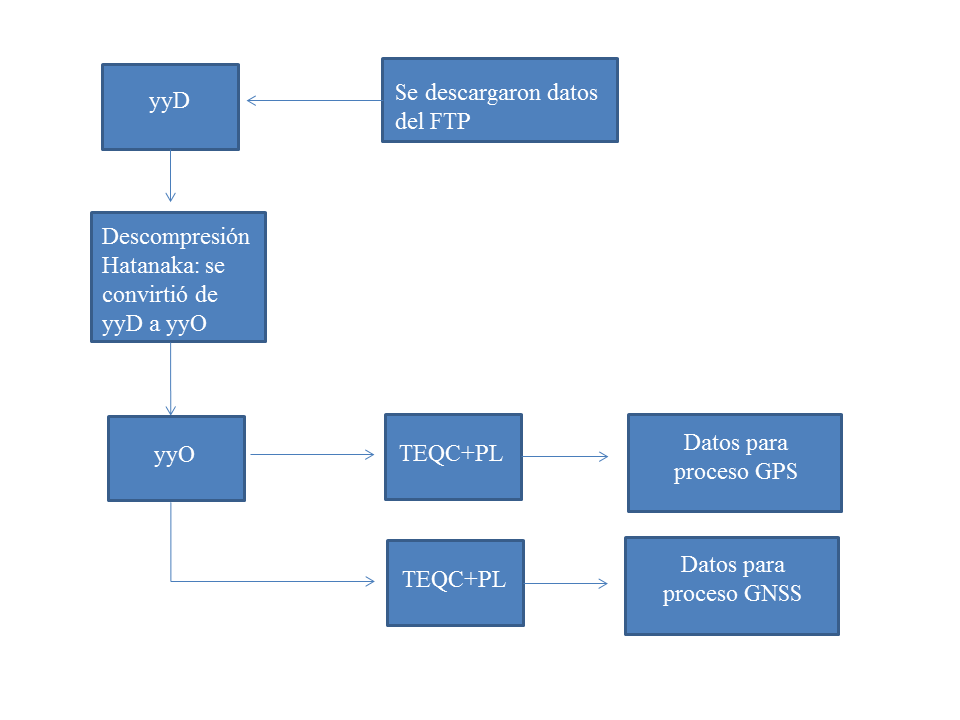 yyD
Se descargaron datos
del FTP
Descompresión
Hatanaka: se
convirtió de
yyD a yyO
yyO
TEQC+PL
Datos para
proceso GPS
TEQC+PL
Datos para
proceso GNSS